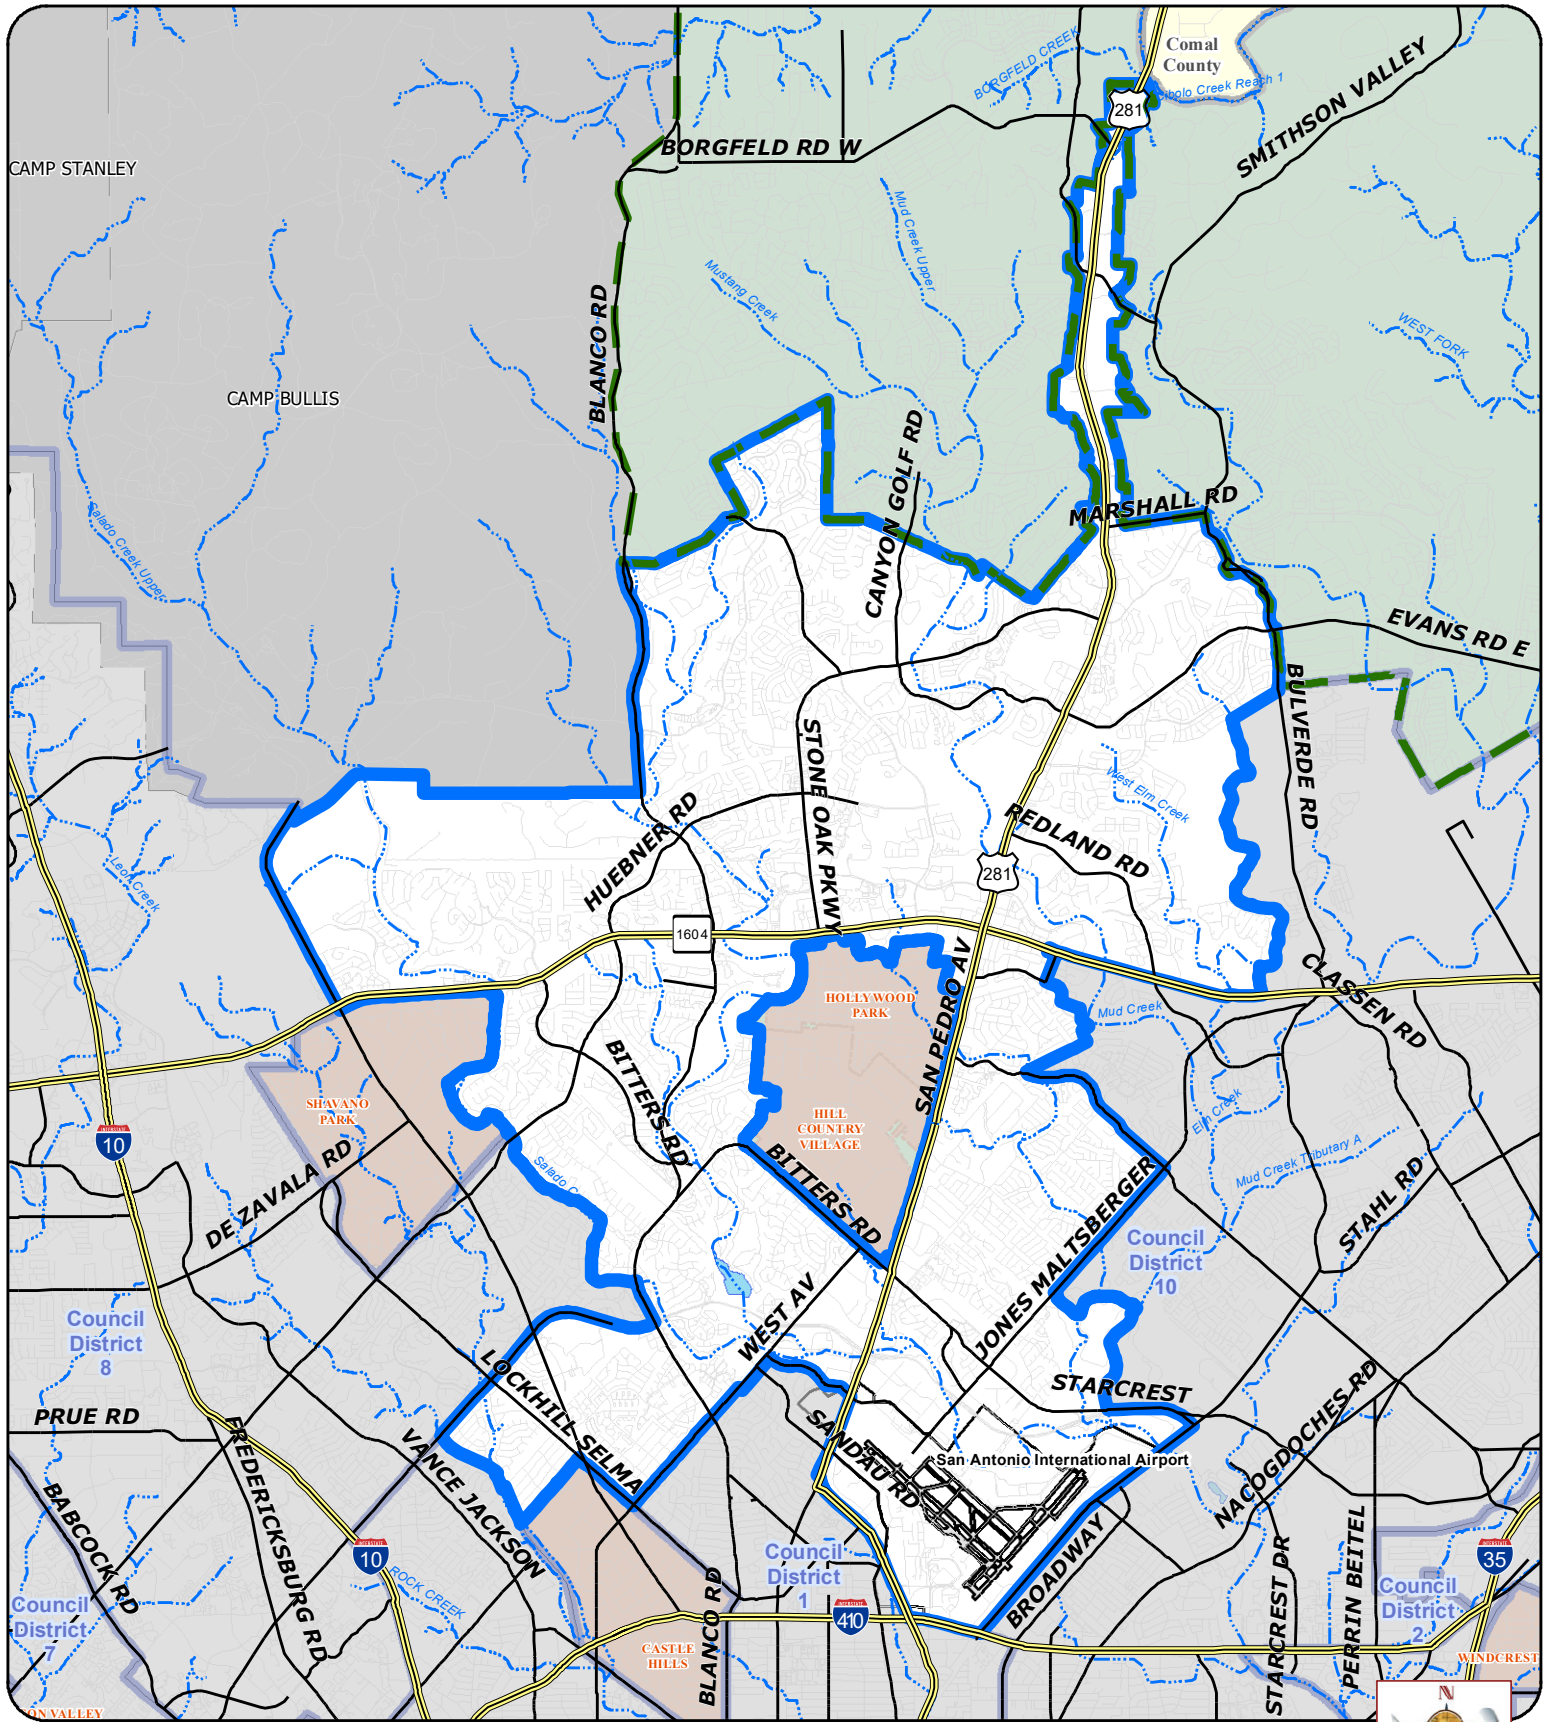 Comal
County
BORGFELD CREEK
Cibolo Creek Reach 1
281
SMITHSON VALLEY
BORGFELD RD W
CAMP STANLEY
Mud Creek Upper
Mustang Creek
BLANCO RD
WEST FORK
CAMP BULLIS
CANYON GOLF RD
MARSHALL RD
Salado Creek Upper
EVANS RD E
BULVERDE RD
STONE OAK PKWY
West Elm Creek
HUEBNER RD
REDLAND RD
281
Leon Creek
1604
SAN PEDRO AV
CLASSEN RD
HOLLYWOOD
PARK
Mud Creek
SHAVANO
PARK
BITTERS RD
HILL
COUNTRY
VILLAGE
Elm Creek
10
DE ZAVALA RD
Salado C
BITTERS RD
Mud Creek Tributary A
STAHL RD
JONES MALTSBERGER
Council
District
10
Council
District
8
WEST AV
LOCKHILL SELMA
STARCREST
PRUE RD
FREDERICKSBURG RD
VANCE JACKSON
SANDAU RD
San Antonio International Airport
NACOGDOCHES RD
BABCOCK RD
10
ROCK CREEK
Council
District
1
BROADWAY
STARCREST DR
PERRIN BEITEL
35
Council
District
2
Council
District
7
BLANCO RD
410
CASTLE
HILLS
WINDCREST
ON VALLEY
N